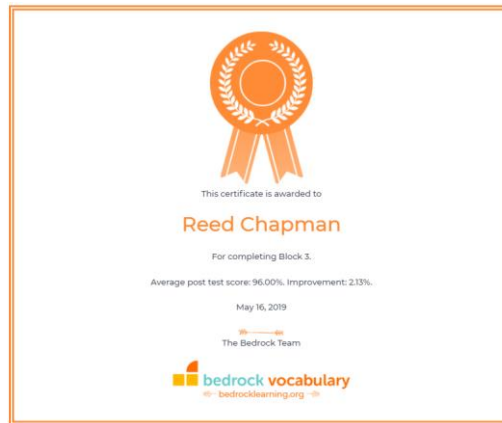 This certificate is awarded to
Reed Chapman
For completing Block 3.
Average post test score: 96.00%. Improvement: 2.13%.
May 16, 2019
The Bedrock Team
bedrock vocabulary
bedrocklearning.org